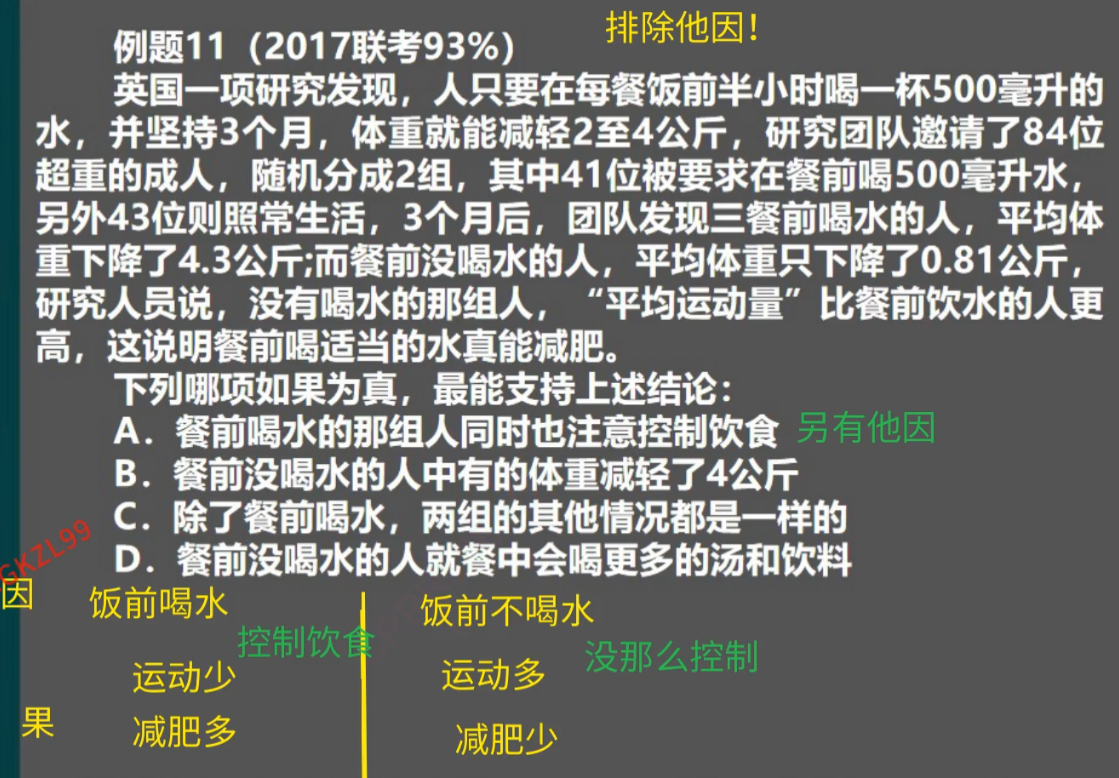 排除他因！
例题11（2017联考93%）
英国一项研究发现，人只要在每餐饭前半小时喝一杯500毫升的
水，并坚持3个月，体重就能减轻2至4公斤，研究团队邀请了84位
超重的成人，随机分成2组，其中41位被要求在餐前喝500毫升水，
另外43位则照常生活，3个月后，团队发现三餐前喝水的人，平均体
重下降了4.3公斤;而餐前没喝水的人，平均体重只下降了0.81公斤，
研究人员说，没有喝水的那组人，“平均运动量”比餐前饮水的人更
高，这说明餐前喝适当的水真能减肥。
下列哪项如果为真，最能支持上述结论：
A．餐前喝水的那组人同时也注意控制饮食 另有他因
B．餐前没喝水的人中有的体重减轻了4公斤
C．除了餐前喝水，两组的其他情况都是一样的
D．餐前没喝水的人就餐中会喝更多的汤和饮料
GKZL99
因 饭前喝水 饭前不喝水
控制饮食 没那么控制
运动少 运动多
果 减肥多 减肥少